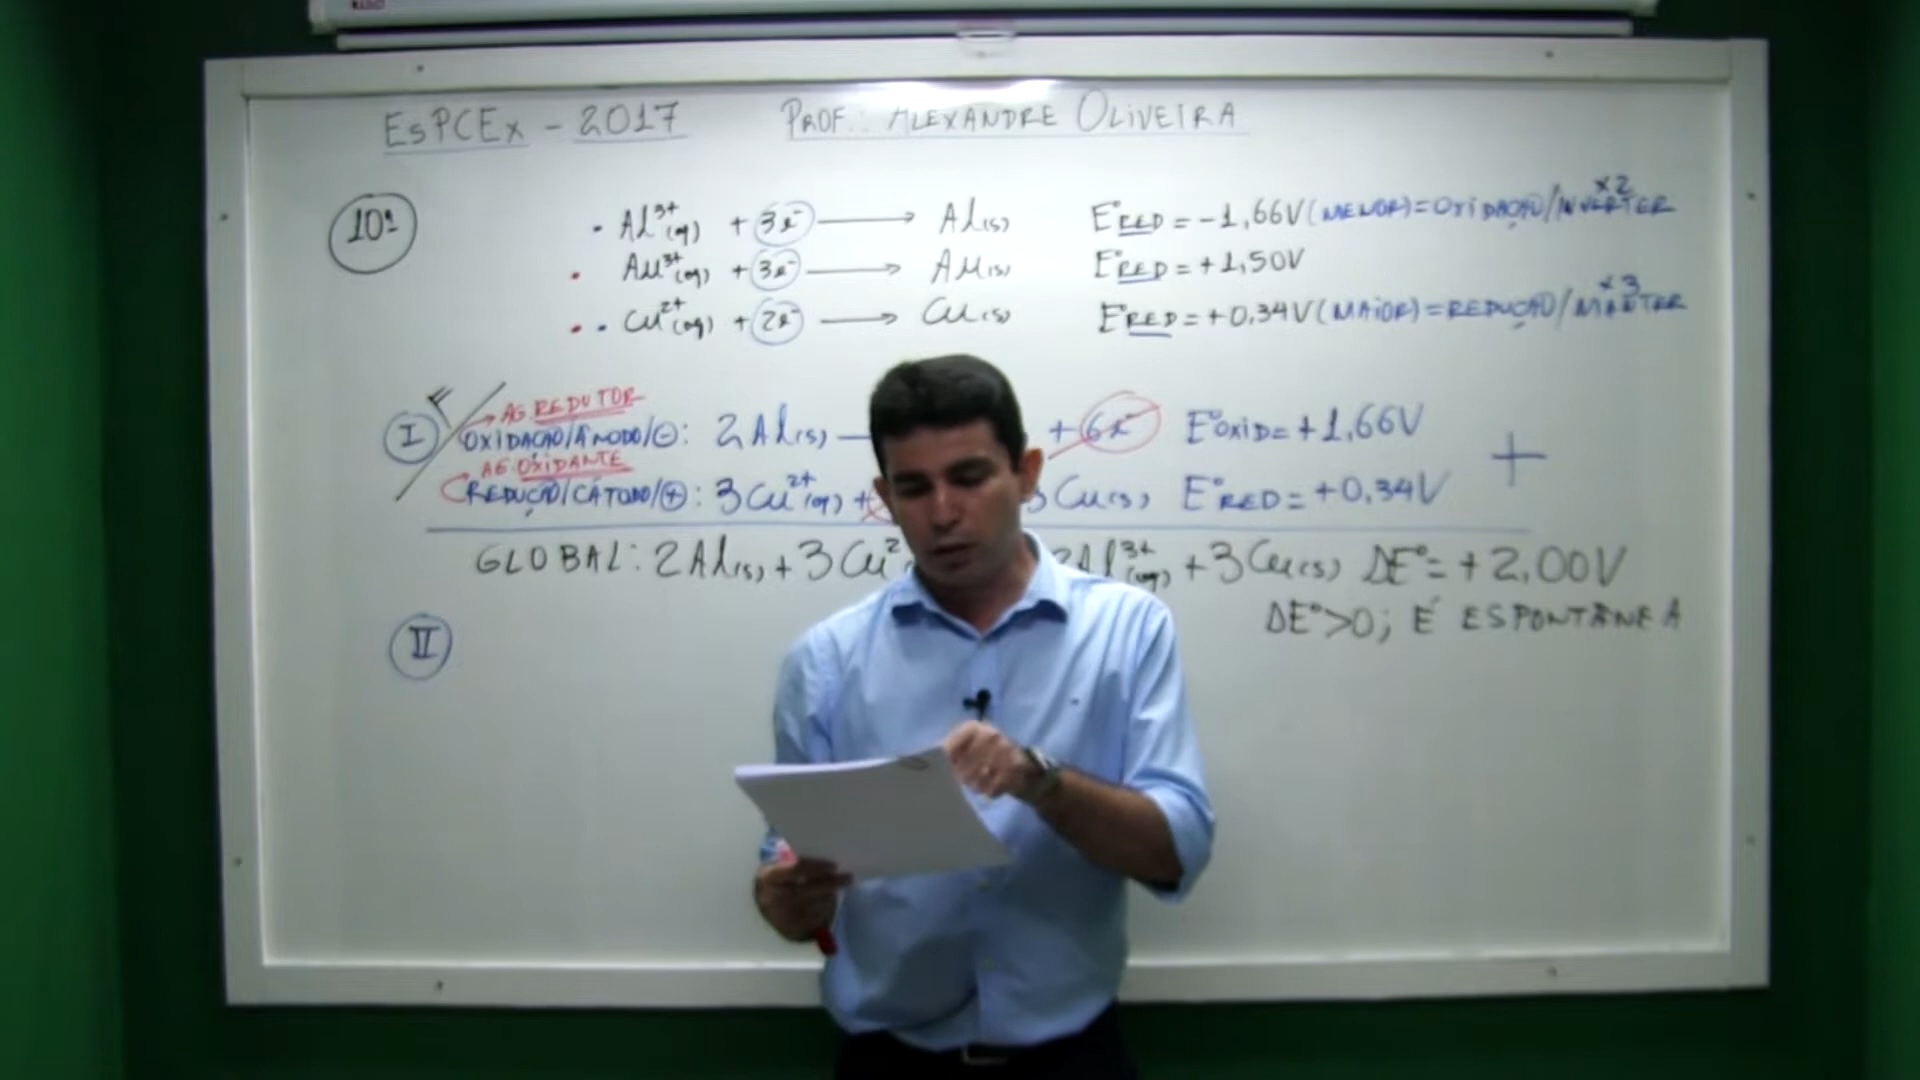 EsPCEx - 2017 PROF.: ALEXANDRE OLIVEIRA
10ª
• Al³⁺(aq) + 3e⁻ → Al(s) E°RED = -1,66V (MENOR) = OXIDAÇÃO/INVERTER x2
• Au³⁺(aq) + 3e⁻ → Au(s) E°RED = +1,50V
• • Cu²⁺(aq) + 2e⁻ → Cu(s) E°RED = +0,34V (MAIOR) = REDUÇÃO/MANTER x3
F → AG. REDUTOR
I OXIDAÇÃO/ÂNODO/⊖: 2Al(s) + 6e⁻ E°OXID = +1,66V
AG. OXIDANTE
REDUÇÃO/CÁTODO/⊕: 3Cu²⁺(aq) + 3Cu(s) E°RED = +0,34V +
GLOBAL: 2Al(s) + 3Cu² 2Al³⁺(aq) + 3Cu(s) ΔE° = +2,00V
ΔE°>0; É ESPONTÂNEA
II